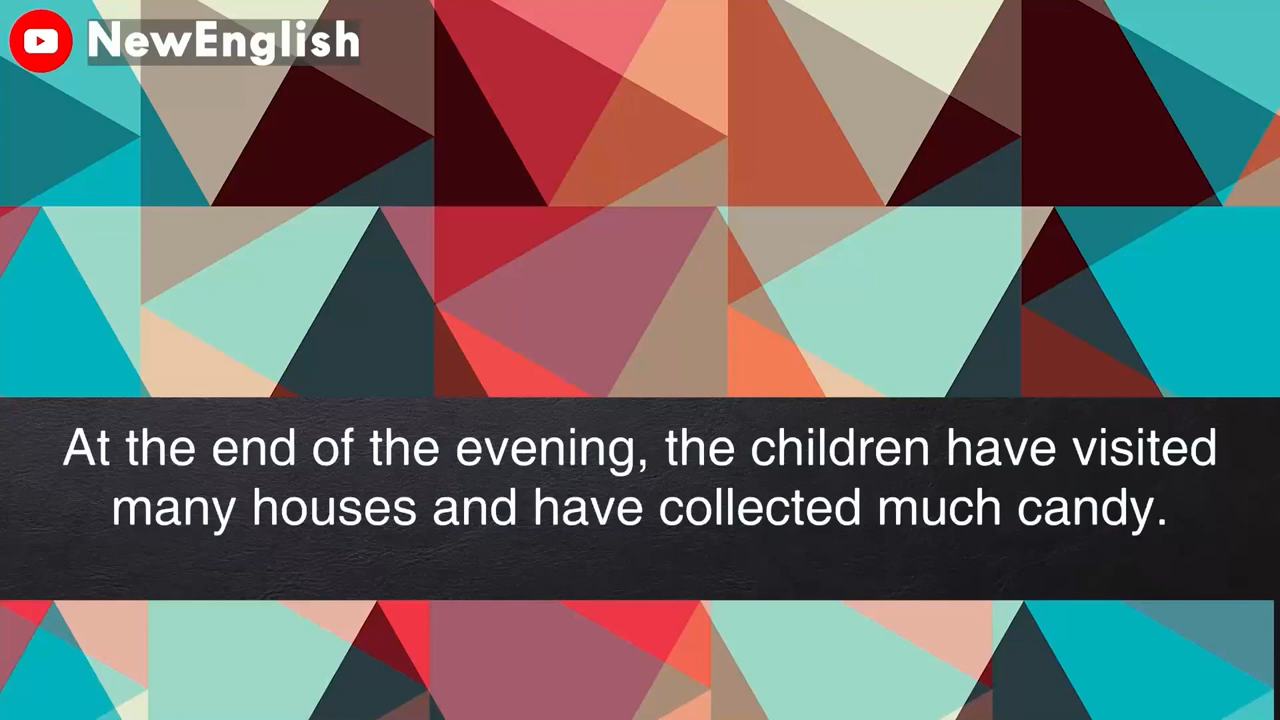 NewEnglish
At the end of the evening, the children have visited
many houses and have collected much candy.